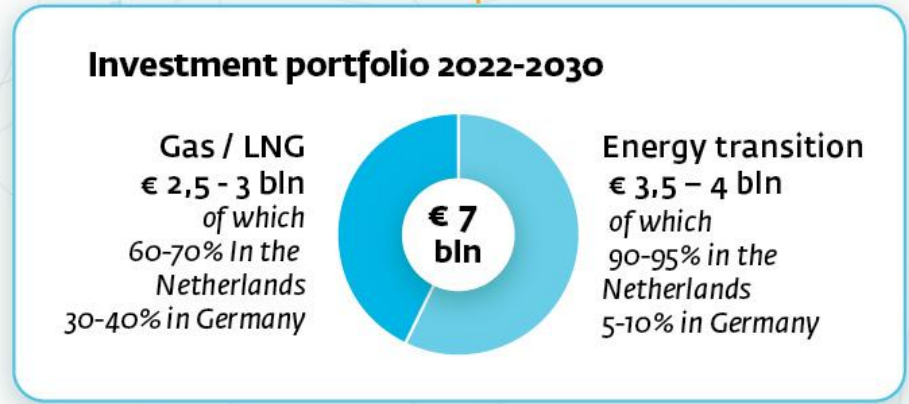 Investment portfolio 2022-2030
Gas / LNG
€ 2,5 - 3 bln
of which
60-70% In the
Netherlands
30-40% in Germany
€ 7
bln
Energy transition
€ 3,5 – 4 bln
of which
90-95% in the
Netherlands
5-10% in Germany